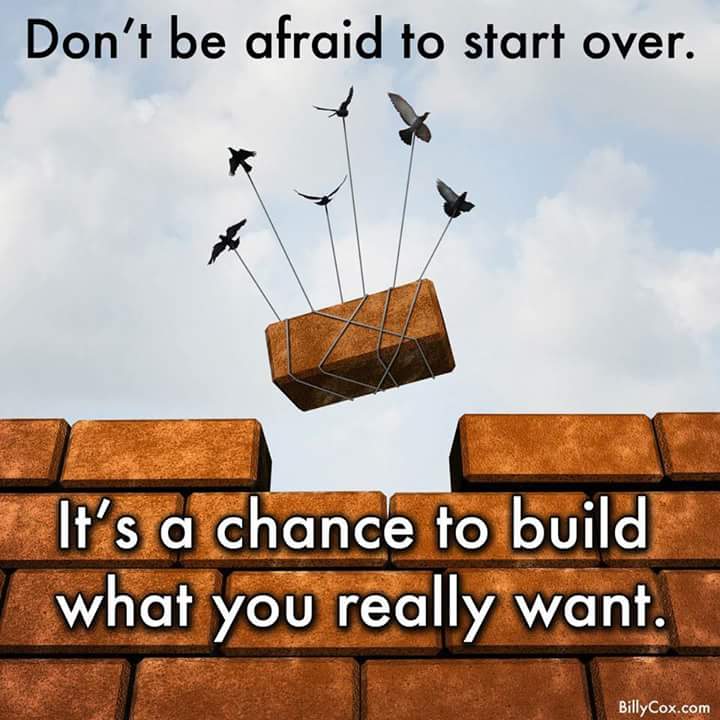 Don't be afraid to start over.
It's a chance to build
what you really want.
BillyCox.com